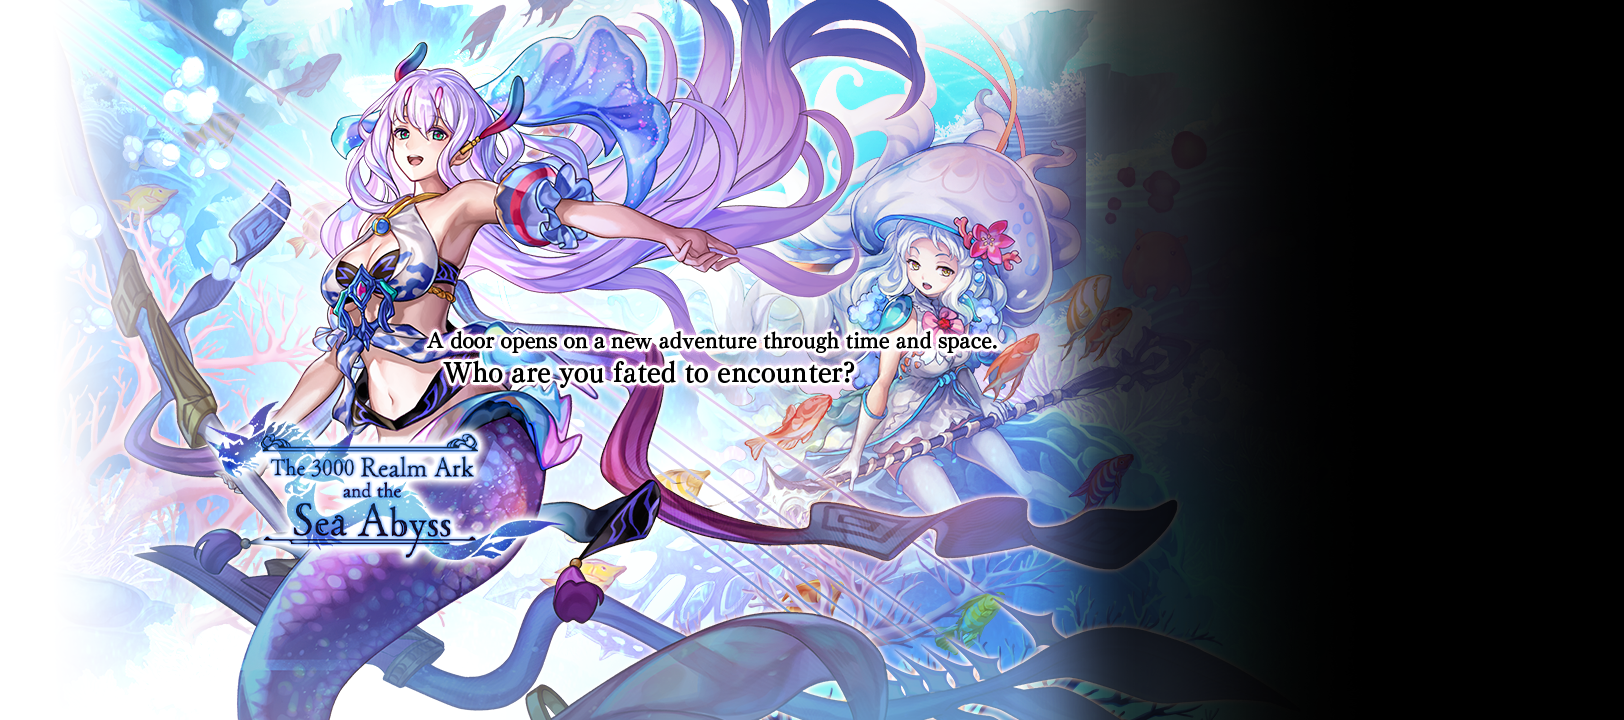 A door opens on a new adventure through time and space.
Who are you fated to encounter?
The 3000 Realm Ark
and the
Sea Abyss